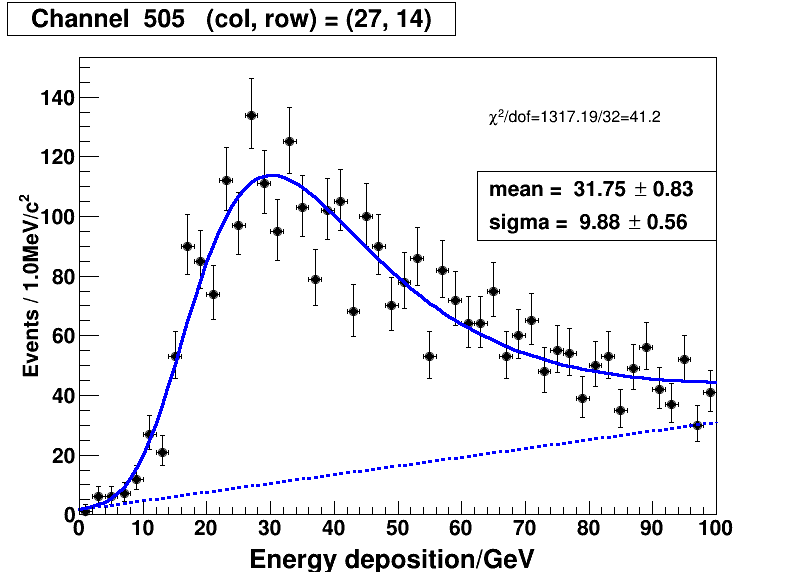 Channel 505 (col, row) = (27, 14)
χ²/dof=1317.19/32=41.2
mean = 31.75 ± 0.83
sigma = 9.88 ± 0.56
Events / 1.0MeV/c²
140
120
100
80
60
40
20
0
0 10 20 30 40 50 60 70 80 90 100
Energy deposition/GeV